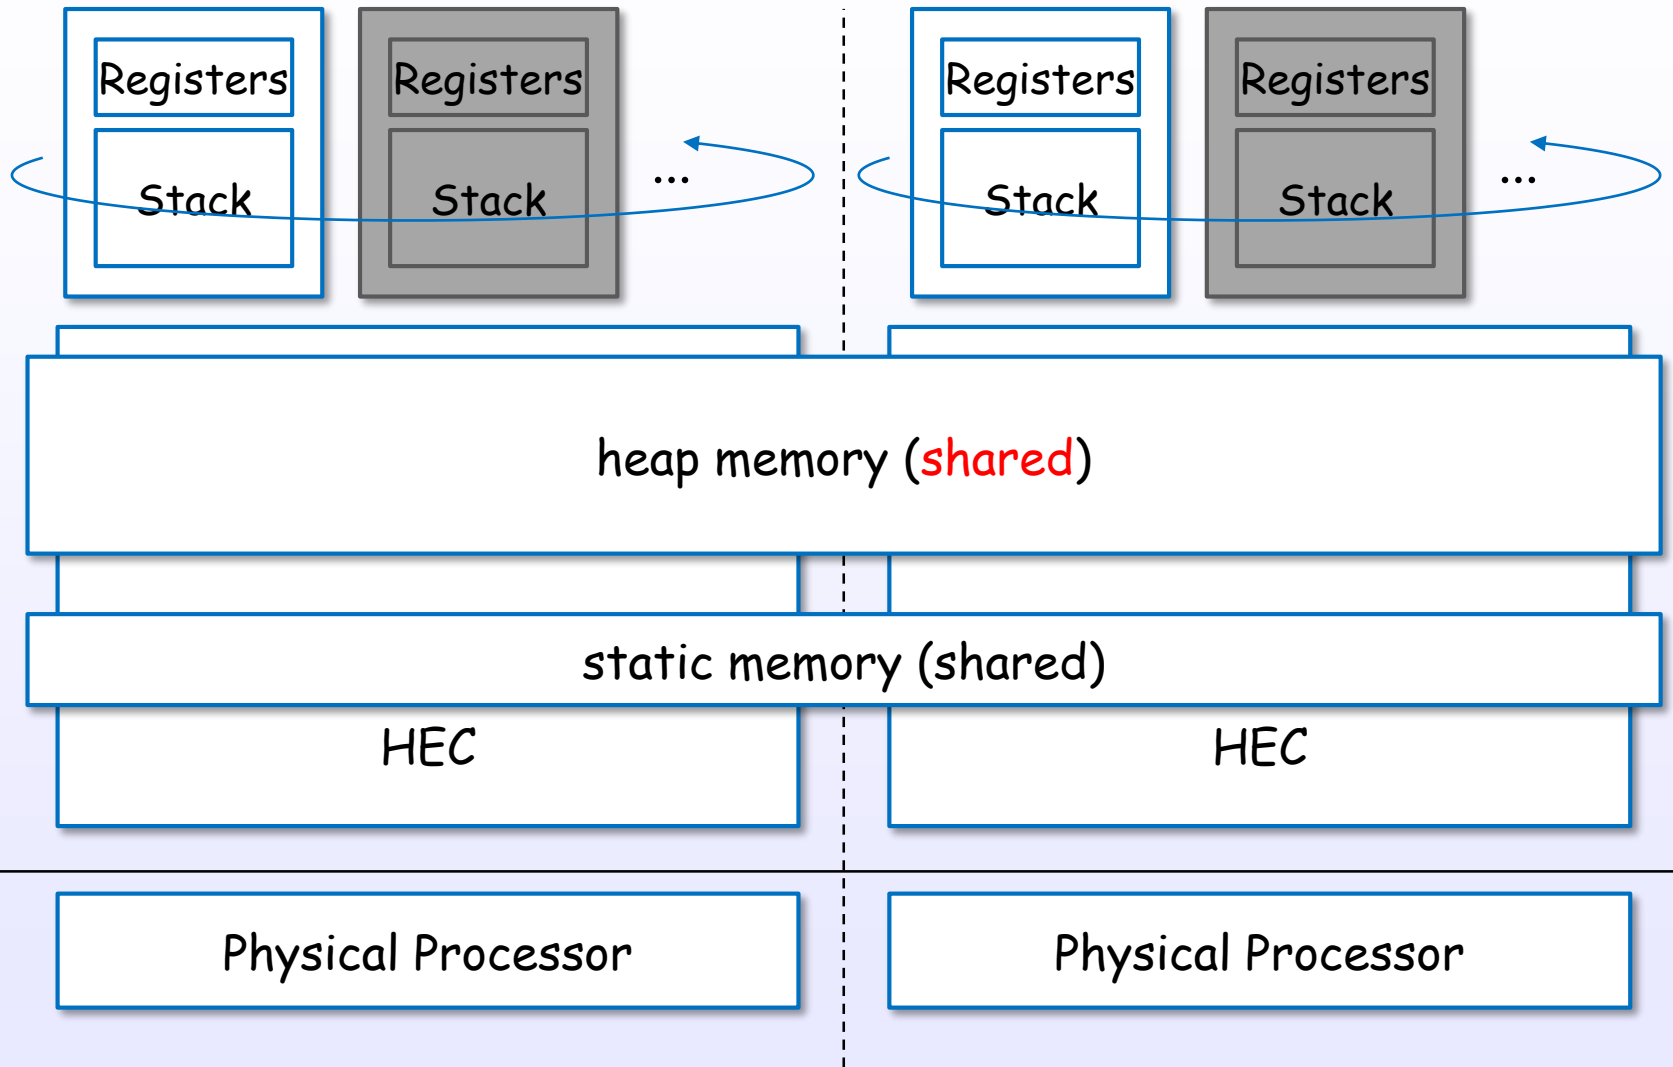 Registers
Registers
Registers
Registers
Stack
Stack
...
Stack
Stack
...
heap memory (shared)
static memory (shared)
HEC
HEC
Physical Processor
Physical Processor